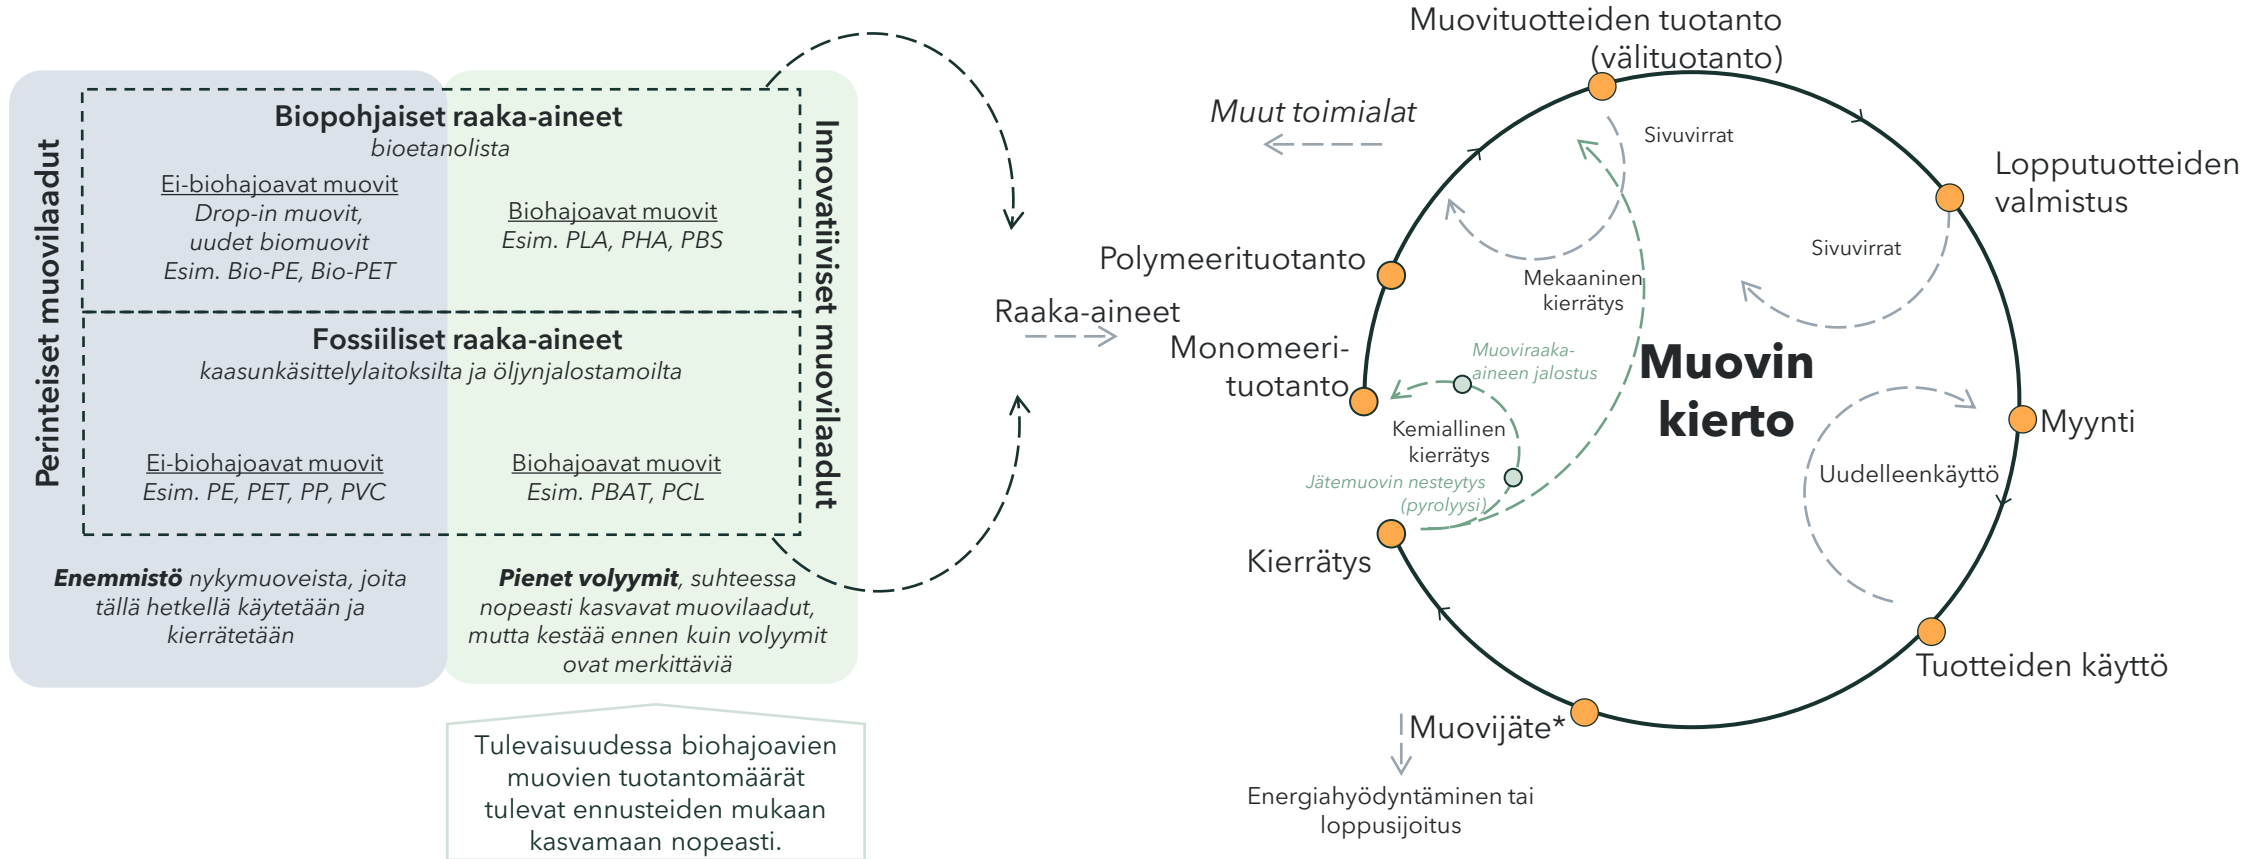 Perinteiset muovilaadut
Biopohjaiset raaka-aineet
bioetanolista
Ei-biohajoavat muovit
Drop-in muovit,
uudet biomuovit
Esim. Bio-PE, Bio-PET
Biohajoavat muovit
Esim. PLA, PHA, PBS
Fossiiliset raaka-aineet
kaasunkäsittelylaitoksilta ja öljynjalostamoilta
Ei-biohajoavat muovit
Esim. PE, PET, PP, PVC
Biohajoavat muovit
Esim. PBAT, PCL
Innovatiiviset muovilaadut
Enemmistö nykymuoveista, joita
tällä hetkellä käytetään ja
kierrätetään
Pienet volyymit, suhteessa
nopeasti kasvavat muovilaadut,
mutta kestää ennen kuin volyymit
ovat merkittäviä
Tulevaisuudessa biohajoavien
muovien tuotantomäärät
tulevat ennusteiden mukaan
kasvamaan nopeasti.
Raaka-aineet
Muut toimialat
Muovituotteiden tuotanto
(välituotanto)
Sivuvirrat
Lopputuotteiden
valmistus
Sivuvirrat
Polymeerituotanto
Mekaaninen
kierrätys
Monomeeri-
tuotanto
Muoviraaka-
aineen jalostus
Muovin
kierto
Kemiallinen
kierrätys
Jätemuovin nesteytys
(pyrolyysi)
Myynti
Uudelleenkäyttö
Kierrätys
Tuotteiden käyttö
Muovijäte*
Energiahyödyntäminen tai
loppusijoitus